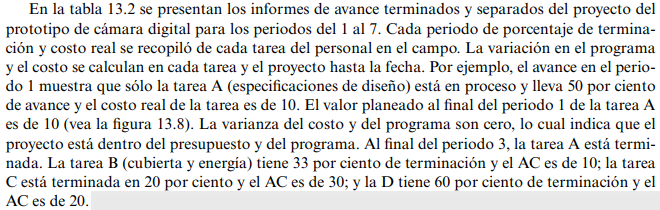 En la tabla 13.2 se presentan los informes de avance terminados y separados del proyecto del
prototipo de cámara digital para los periodos del 1 al 7. Cada periodo de porcentaje de termina-
ción y costo real se recopiló de cada tarea del personal en el campo. La variación en el programa
y el costo se calculan en cada tarea y el proyecto hasta la fecha. Por ejemplo, el avance en el perio-
do 1 muestra que sólo la tarea A (especificaciones de diseño) está en proceso y lleva 50 por ciento
de avance y el costo real de la tarea es de 10. El valor planeado al final del periodo 1 de la tarea A
es de 10 (vea la figura 13.8). La varianza del costo y del programa son cero, lo cual indica que el
proyecto está dentro del presupuesto y del programa. Al final del periodo 3, la tarea A está termi-
nada. La tarea B (cubierta y energía) tiene 33 por ciento de terminación y el AC es de 10; la tarea
C está terminada en 20 por ciento y el AC es de 30; y la D tiene 60 por ciento de terminación y el
AC es de 20.